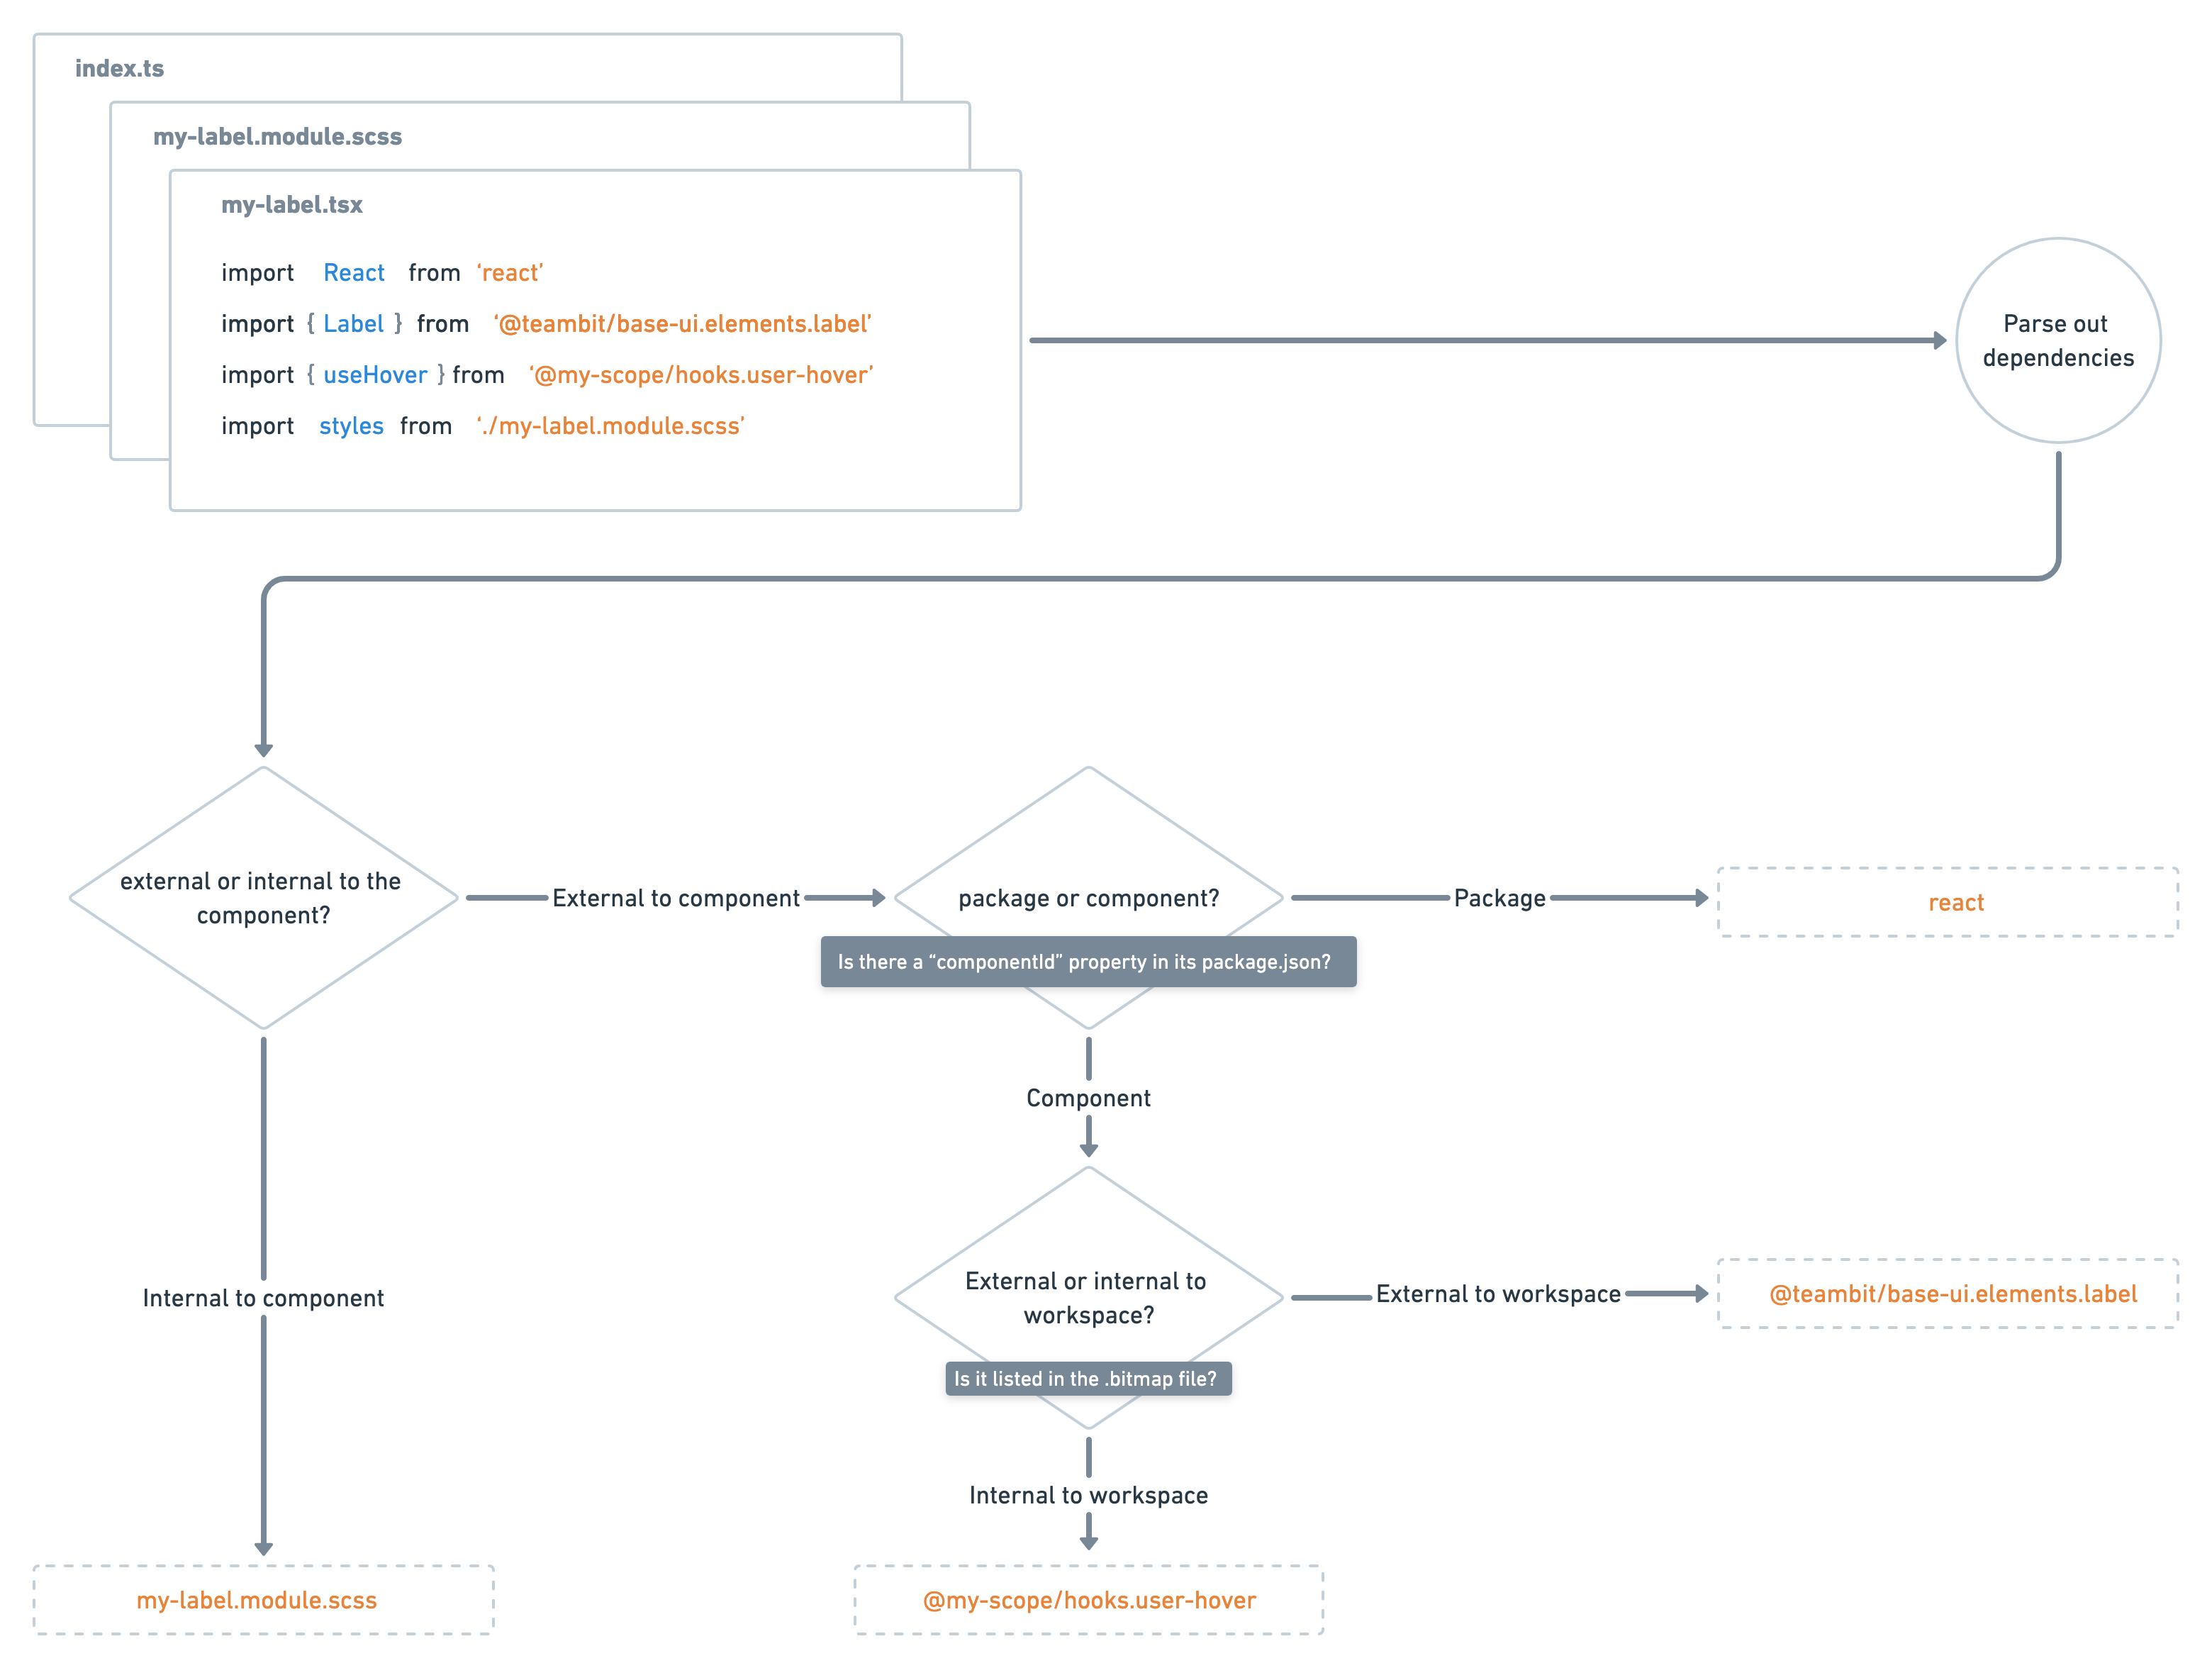 index.ts
my-label.module.scss
my-label.tsx
import React from ‘react’
import { Label } from ‘@teambit/base-ui.elements.label’
import { useHover } from ‘@my-scope/hooks.user-hover’
import styles from ‘./my-label.module.scss’
Parse out
dependencies
external or internal to the
component?
External to component
package or component?
Is there a “componentId” property in its package.json?
Package
react
Component
Internal to component
External or internal to
workspace?
Is it listed in the .bitmap file?
External to workspace
@teambit/base-ui.elements.label
Internal to workspace
my-label.module.scss
@my-scope/hooks.user-hover